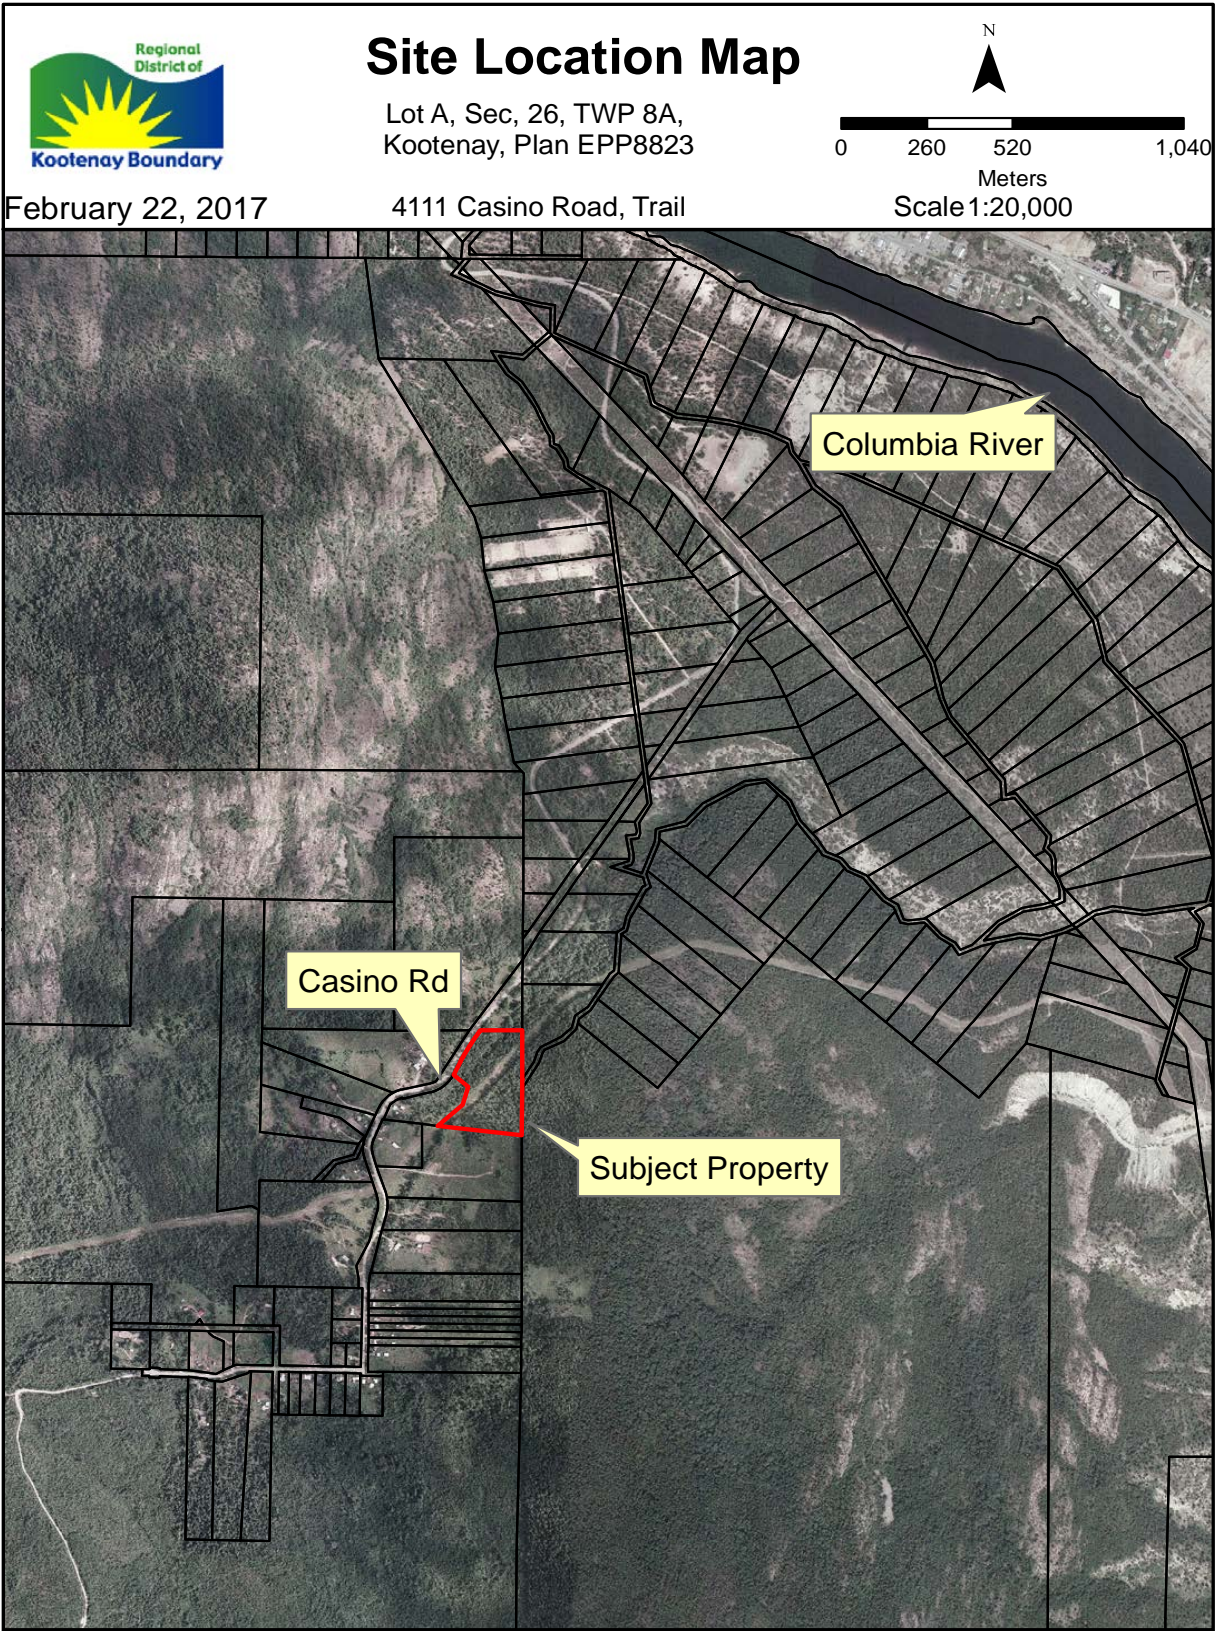 Regional
District of
Kootenay Boundary
Site Location Map
Lot A, Sec, 26, TWP 8A,
Kootenay, Plan EPP8823
N
0 260 520 1,040
Meters
February 22, 2017
4111 Casino Road, Trail
Scale 1:20,000
Columbia River
Casino Rd
Subject Property